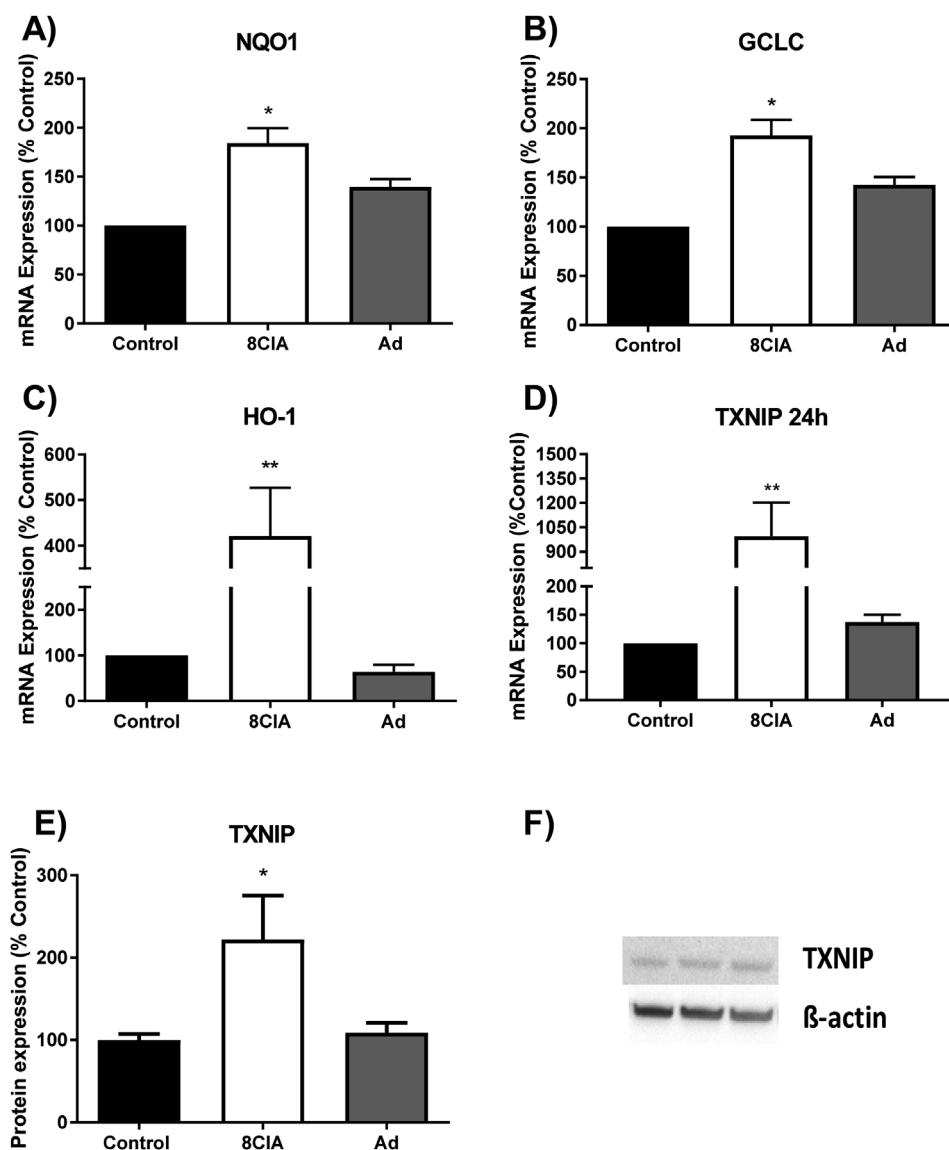 A)
NQO1
mRNA Expression (% Control)
250
200
150
100
50
0
*
Control 8ClA Ad
B)
GCLC
mRNA Expression (% Control)
250
200
150
100
50
0
*
Control 8ClA Ad
C)
HO-1
mRNA Expression (% Control)
600
500
400
200
100
0
**
Control 8ClA Ad
D)
TXNIP 24h
mRNA Expression (%Control)
1500
1350
1200
1050
900
200
150
100
50
0
**
Control 8ClA Ad
E)
TXNIP
Protein expression (% Control)
300
200
100
0
*
Control 8ClA Ad
F)
TXNIP
ß-actin